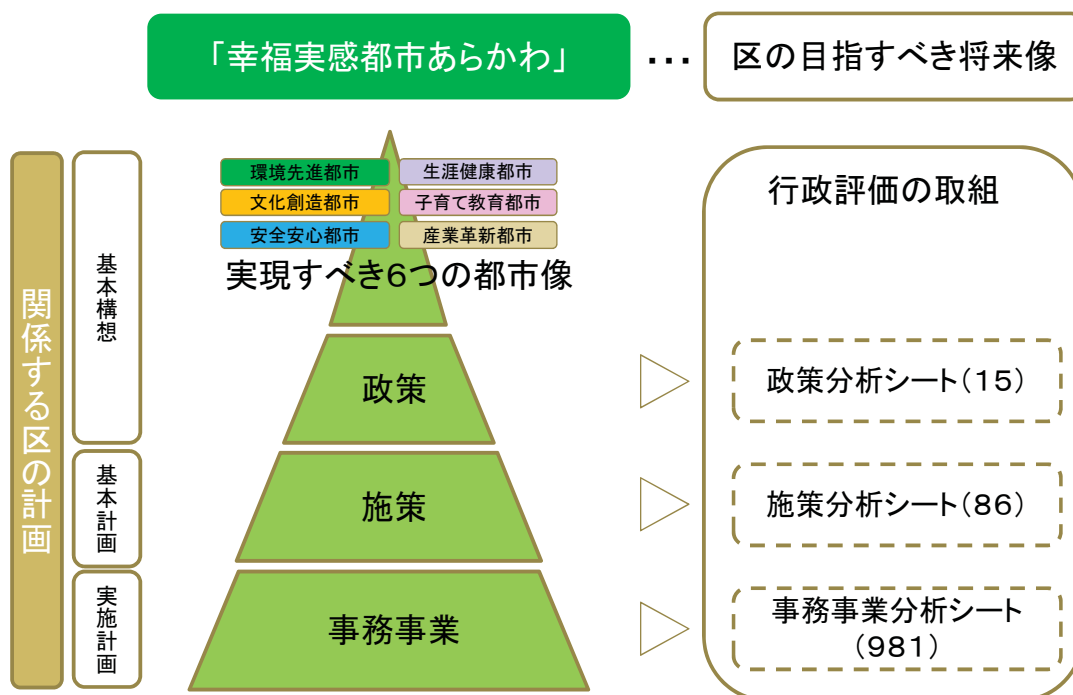 「幸福実感都市あらかわ」
…
区の目指すべき将来像
関係する区の計画
基本構想
基本計画
実施計画
環境先進都市
生涯健康都市
文化創造都市
子育て教育都市
安全安心都市
産業革新都市
実現すべき6つの都市像
政策
施策
事務事業
行政評価の取組
政策分析シート(15)
施策分析シート(86)
事務事業分析シート
(981)